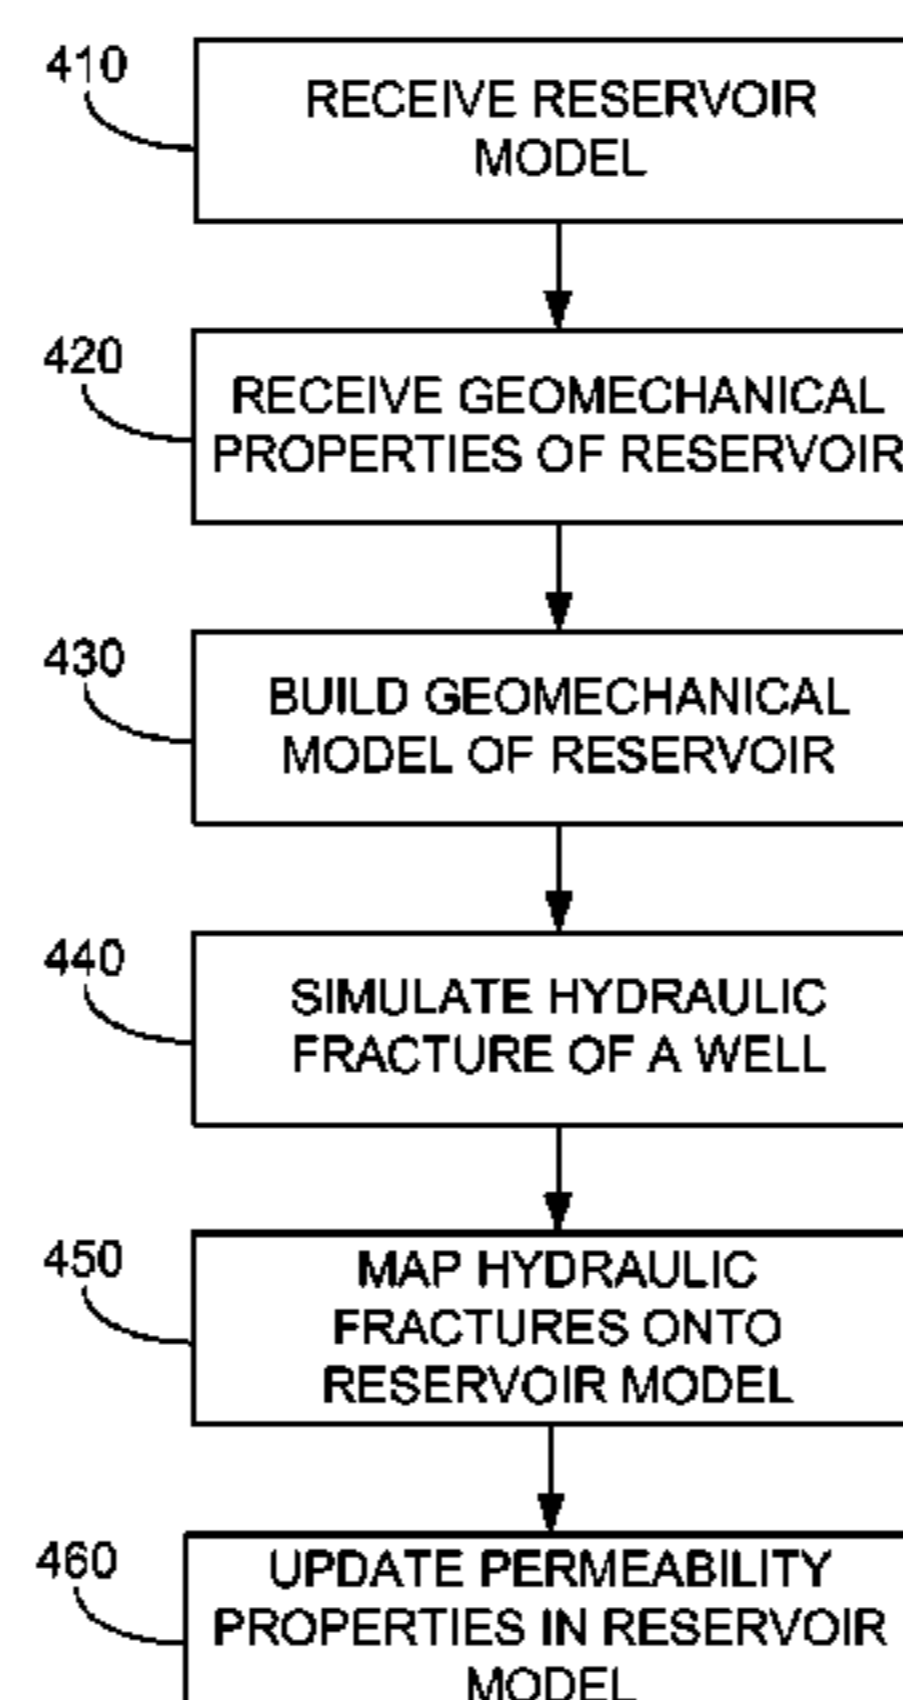 410
RECEIVE RESERVOIR
MODEL
420
RECEIVE GEOMECHANICAL
PROPERTIES OF RESERVOIR
430
BUILD GEOMECHANICAL
MODEL OF RESERVOIR
440
SIMULATE HYDRAULIC
FRACTURE OF A WELL
450
MAP HYDRAULIC
FRACTURES ONTO
RESERVOIR MODEL
460
UPDATE PERMEABILITY
PROPERTIES IN RESERVOIR
MODEL